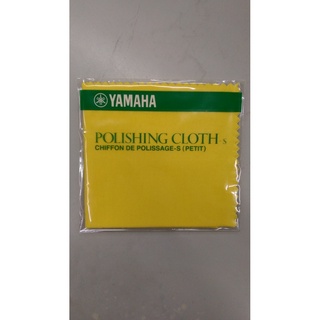 YAMAHA
POLISHING CLOTH S
CHIFFON DE POLISSAGE-S (PETIT)